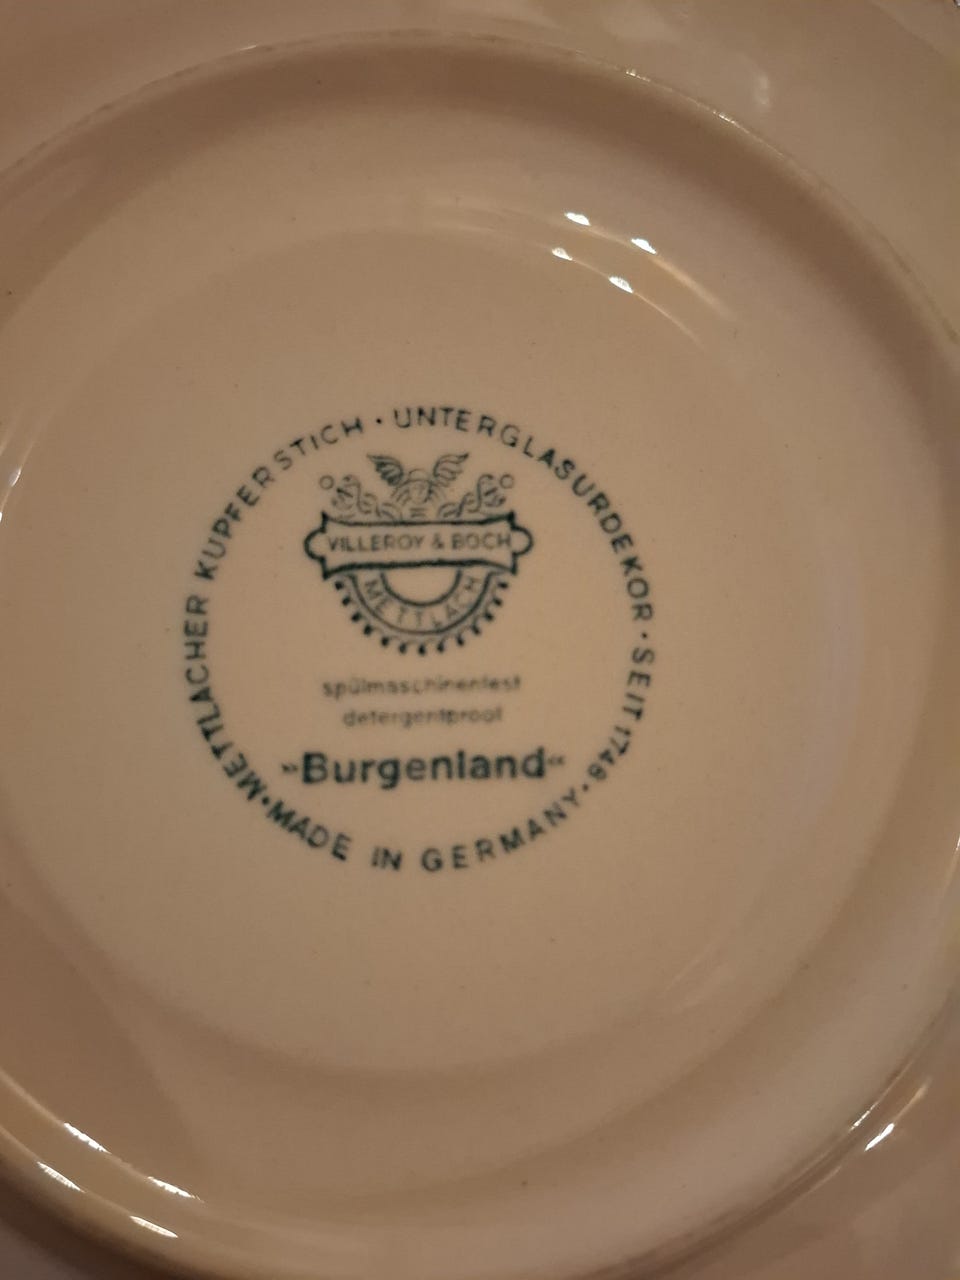 METTLACHER KUPFERSTICH · UNTERGLASURDEKOR · SEIT 1748 ·
VILLEROY & BOCH
METTLACH
spülmaschinenfest
detergentproof
»Burgenland«
MADE IN GERMANY ·